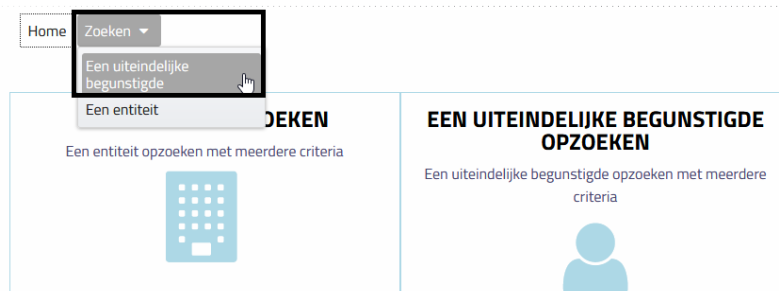 Home Zoeken
Een uiteindelijke
begunstigde
Een entiteit
OEKEN
Een entiteit opzoeken met meerdere criteria
EEN UITEINDELIJKE BEGUNSTIGDE
OPZOEKEN
Een uiteindelijke begunstigde opzoeken met meerdere
criteria